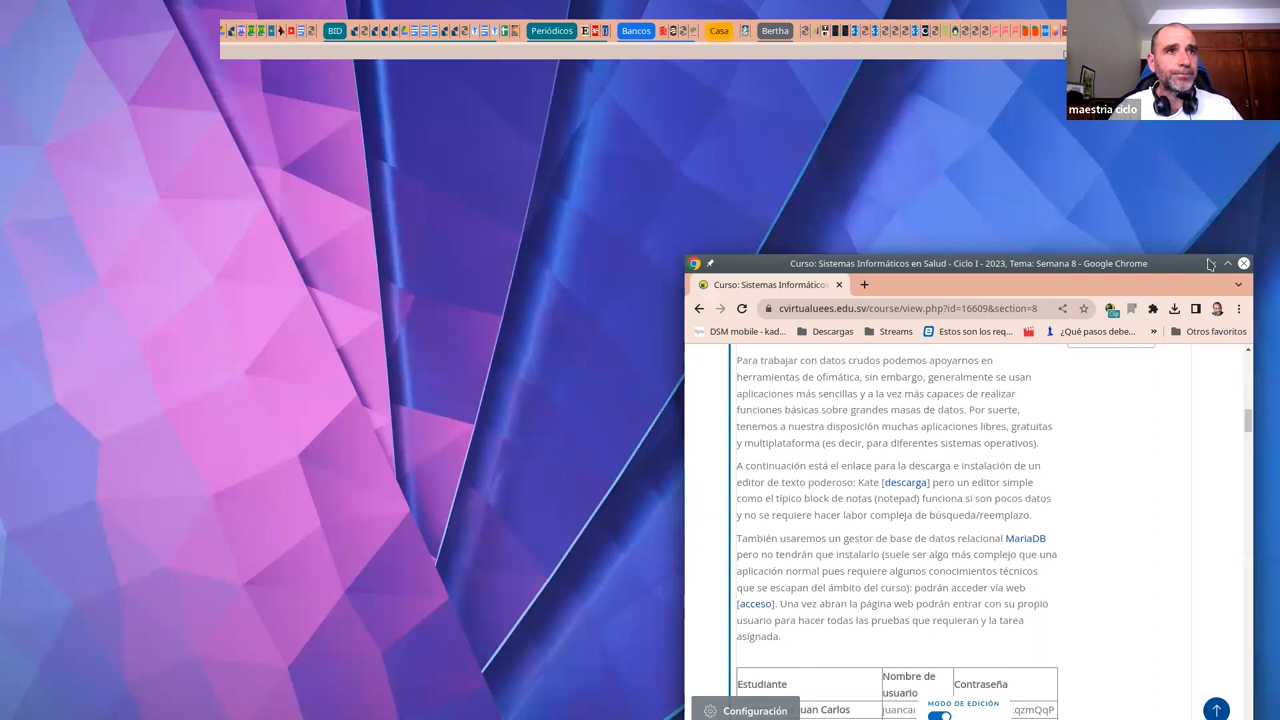 BID
Periódicos
Bancos
Casa
Bertha
maestria ciclo
Curso: Sistemas Informáticos en Salud - Ciclo I - 2023, Tema: Semana 8 - Google Chrome
Curso: Sistemas Informáticos
cvirtualuees.edu.sv/course/view.php?id=16609&section=8
DSM mobile - kad...
Descargas
Streams
Estos son los req...
¿Qué pasos debe...
»
Otros favoritos
Para trabajar con datos crudos podemos apoyarnos en
herramientas de ofimática, sin embargo, generalmente se usan
aplicaciones más sencillas y a la vez más capaces de realizar
funciones básicas sobre grandes masas de datos. Por suerte,
tenemos a nuestra disposición muchas aplicaciones libres, gratuitas
y multiplataforma (es decir, para diferentes sistemas operativos).
A continuación está el enlace para la descarga e instalación de un
editor de texto poderoso: Kate [descarga] pero un editor simple
como el típico block de notas (notepad) funciona si son pocos datos
y no se requiere hacer labor compleja de búsqueda/reemplazo.
También usaremos un gestor de base de datos relacional MariaDB
pero no tendrán que instalarlo (suele ser algo más complejo que una
aplicación normal pues requiere algunos conocimientos técnicos
que se escapan del ámbito del curso): podrán acceder vía web
[acceso]. Una vez abran la página web podrán entrar con su propio
usuario para hacer todas las pruebas que requieran y la tarea
asignada.
Estudiante
Nombre de
usuario
Contraseña
Juan Carlos
juancar
qzmQqP
MODO DE EDICIÓN
Configuración